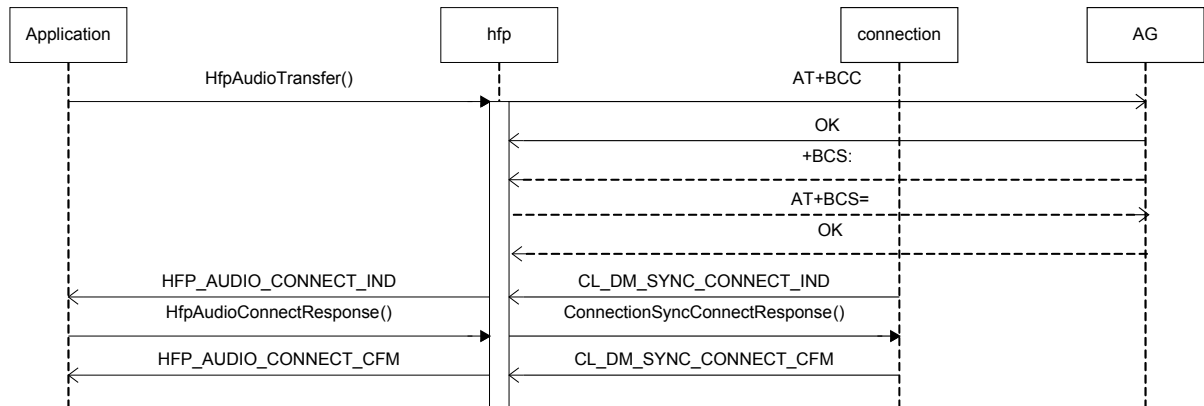 Application
hfp
connection
AG
HfpAudioTransfer()
AT+BCC
OK
+BCS:
AT+BCS=
OK
HFP_AUDIO_CONNECT_IND
CL_DM_SYNC_CONNECT_IND
HfpAudioConnectResponse()
ConnectionSyncConnectResponse()
HFP_AUDIO_CONNECT_CFM
CL_DM_SYNC_CONNECT_CFM